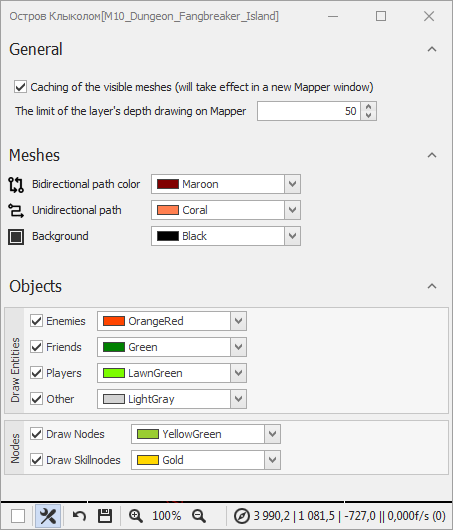 Остров Клыколом[M10_Dungeon_Fangbreaker_Island]
General
Caching of the visible meshes (will take effect in a new Mapper window)
The limit of the layer's depth drawing on Mapper 50
Meshes
Bidirectional path color Maroon
Unidirectional path Coral
Background Black
Objects
Draw Entities
Enemies OrangeRed
Friends Green
Players LawnGreen
Other LightGray
Nodes
Draw Nodes YellowGreen
Draw Skillnodes Gold
100% 3 990,2 | 1 081,5 | -727,0 || 0,000f/s (0)